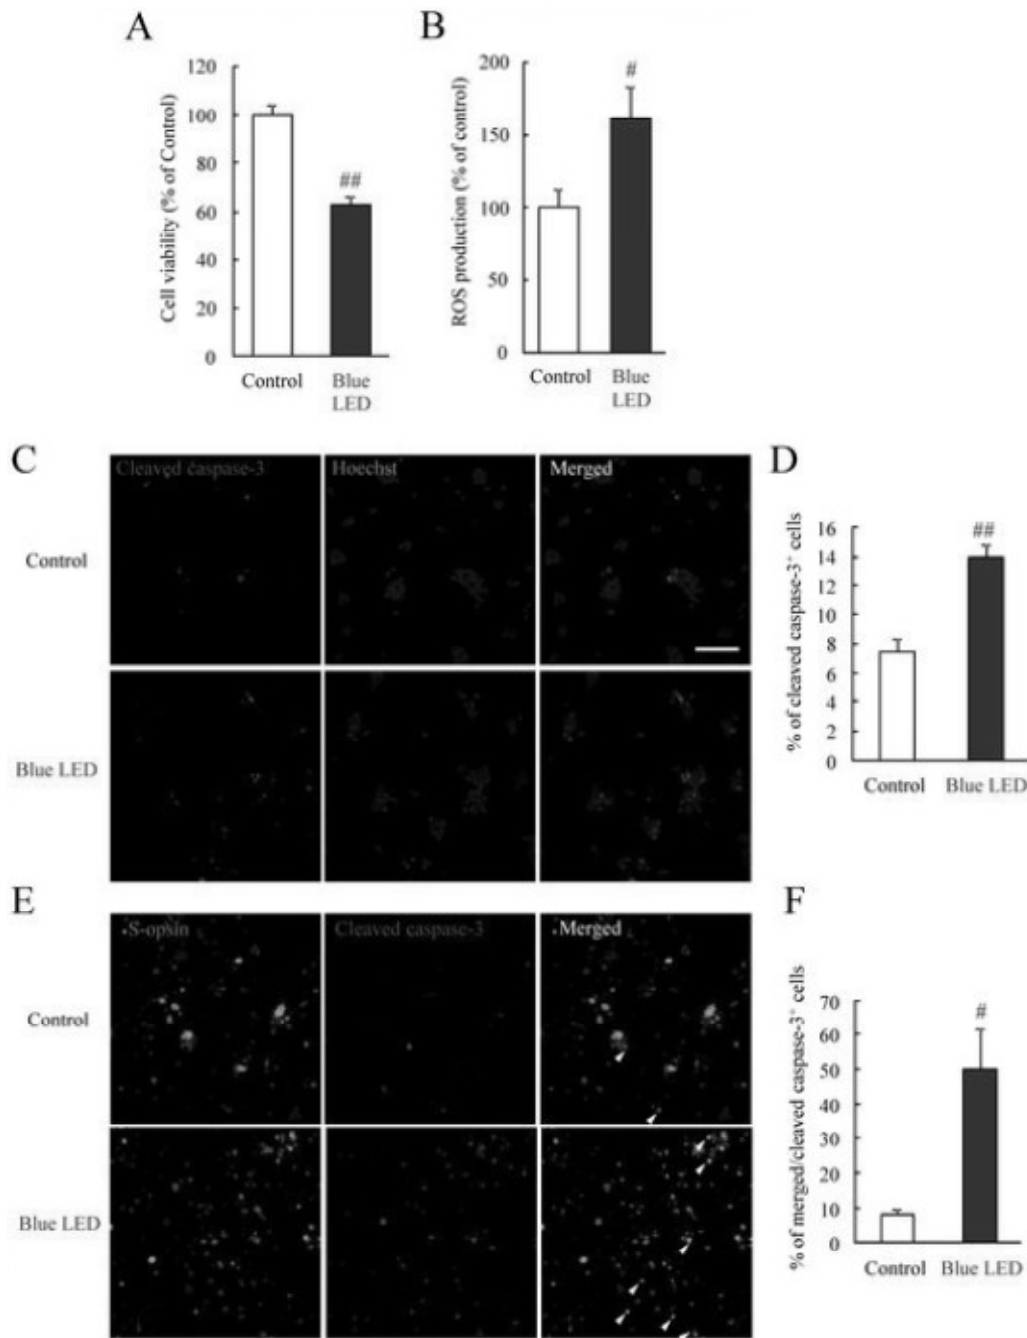 A
Cell viability (% of Control)
120
100
80
60
40
20
0
##
Control
Blue
LED
B
ROS production (% of control)
200
150
100
50
0
#
Control
Blue
LED
C
Cleaved caspase-3
Hoechst
Merged
Control
Blue LED
D
% of cleaved caspase-3⁺ cells
16
14
12
10
8
6
4
2
0
##
Control
Blue LED
E
S-opsin
Cleaved caspase-3
Merged
Control
Blue LED
F
% of merged/cleaved caspase-3⁺ cells
70
60
50
40
30
20
10
0
#
Control
Blue LED